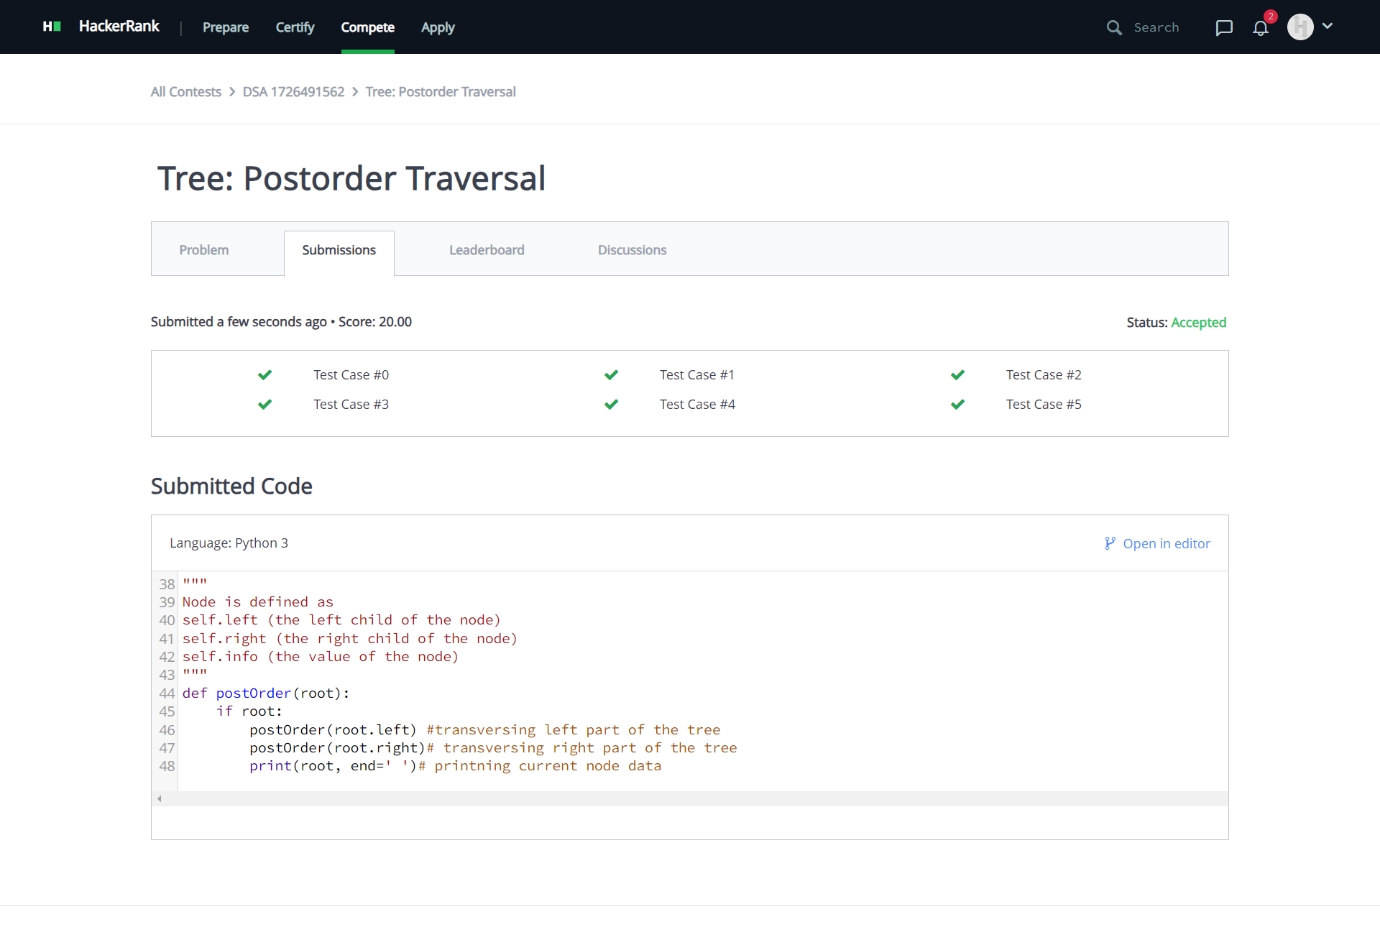 HackerRank | Prepare Certify Compete Apply Search 2
All Contests > DSA 1726491562 > Tree: Postorder Traversal
Tree: Postorder Traversal
Problem Submissions Leaderboard Discussions
Submitted a few seconds ago • Score: 20.00 Status: Accepted
Test Case #0 Test Case #1 Test Case #2
Test Case #3 Test Case #4 Test Case #5
Submitted Code
Language: Python 3 Open in editor
38 """
39 Node is defined as
40 self.left (the left child of the node)
41 self.right (the right child of the node)
42 self.info (the value of the node)
43 """
44 def postOrder(root):
45     if root:
46         postOrder(root.left) #transversing left part of the tree
47         postOrder(root.right)# transversing right part of the tree
48         print(root, end=' ')# printning current node data